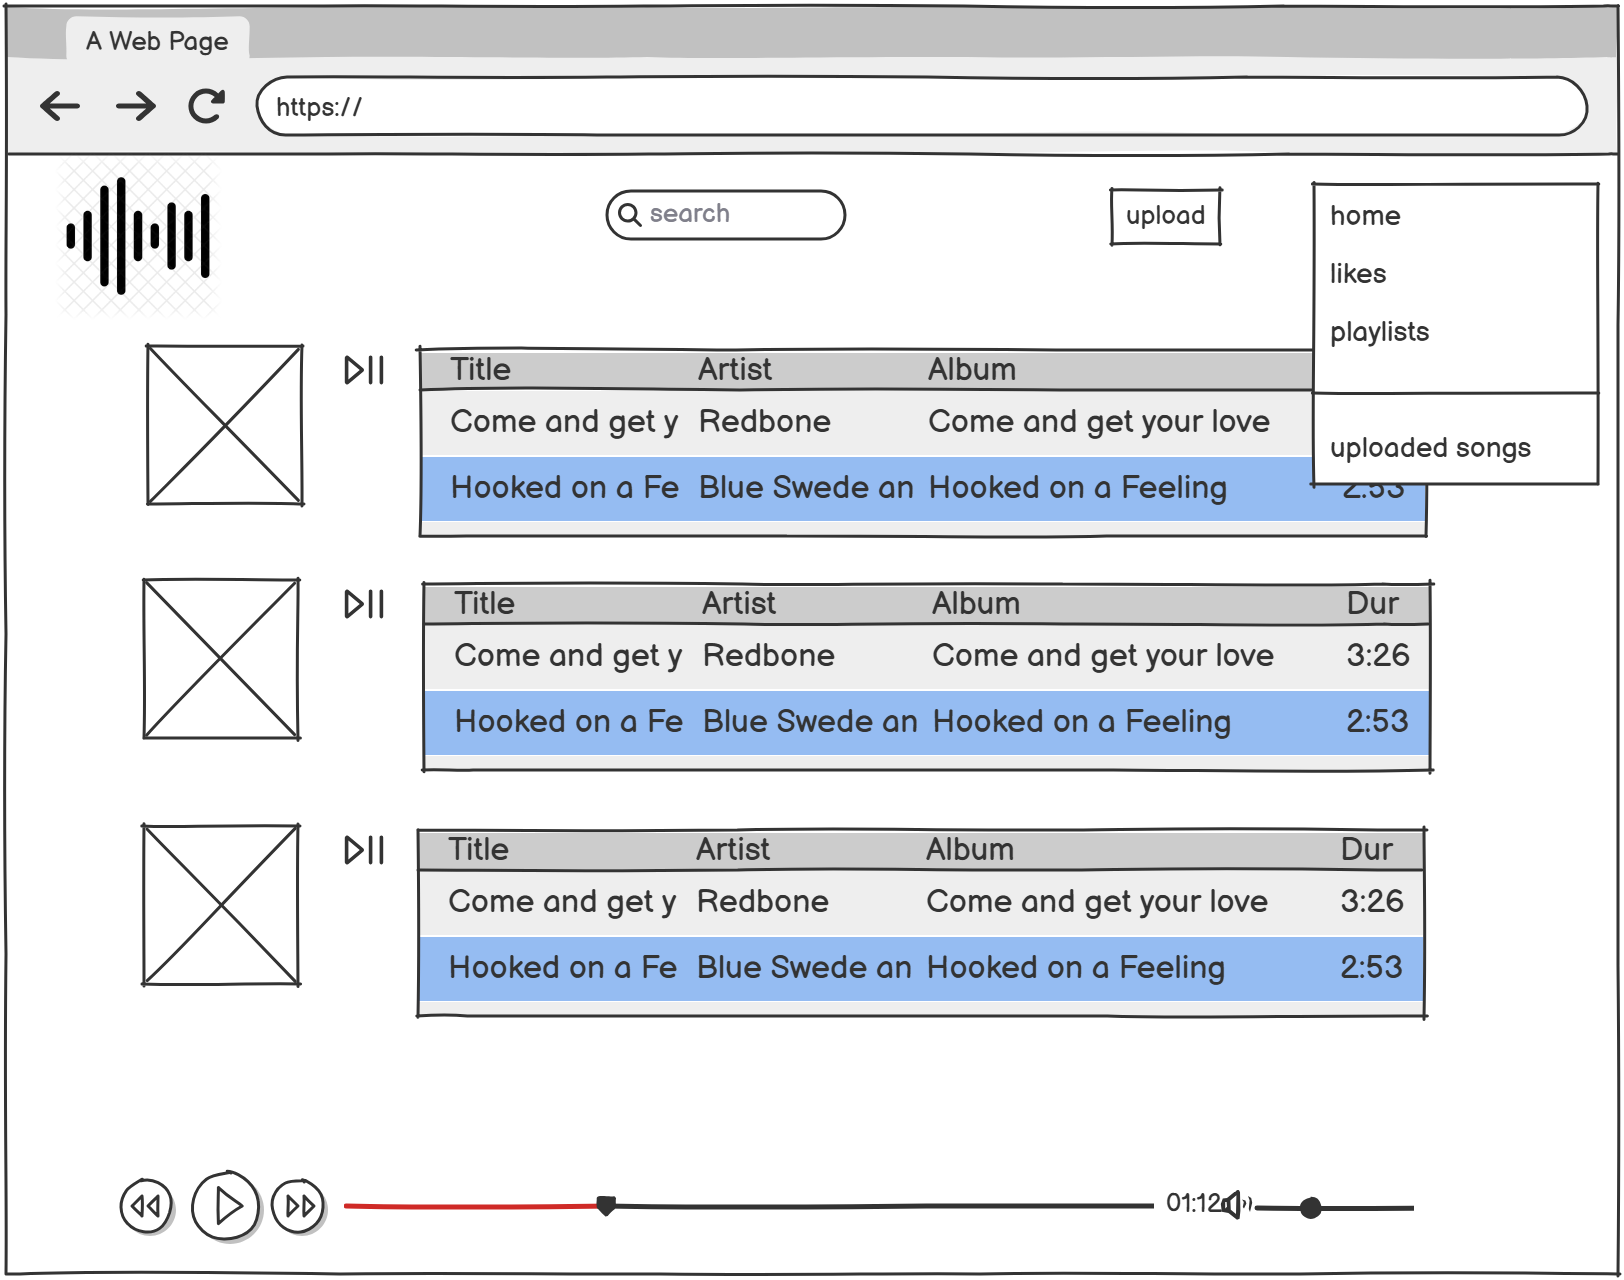 A Web Page
https://
search
upload
home
likes
playlists
uploaded songs
Title Artist Album
Come and get y Redbone Come and get your love
Hooked on a Fe Blue Swede an Hooked on a Feeling 2:53
Title Artist Album Dur
Come and get y Redbone Come and get your love 3:26
Hooked on a Fe Blue Swede an Hooked on a Feeling 2:53
Title Artist Album Dur
Come and get y Redbone Come and get your love 3:26
Hooked on a Fe Blue Swede an Hooked on a Feeling 2:53
01:12